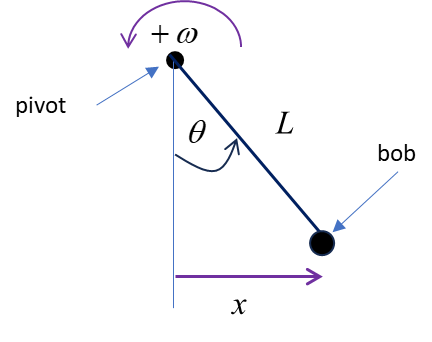 + ω
pivot
θ
L
bob
x